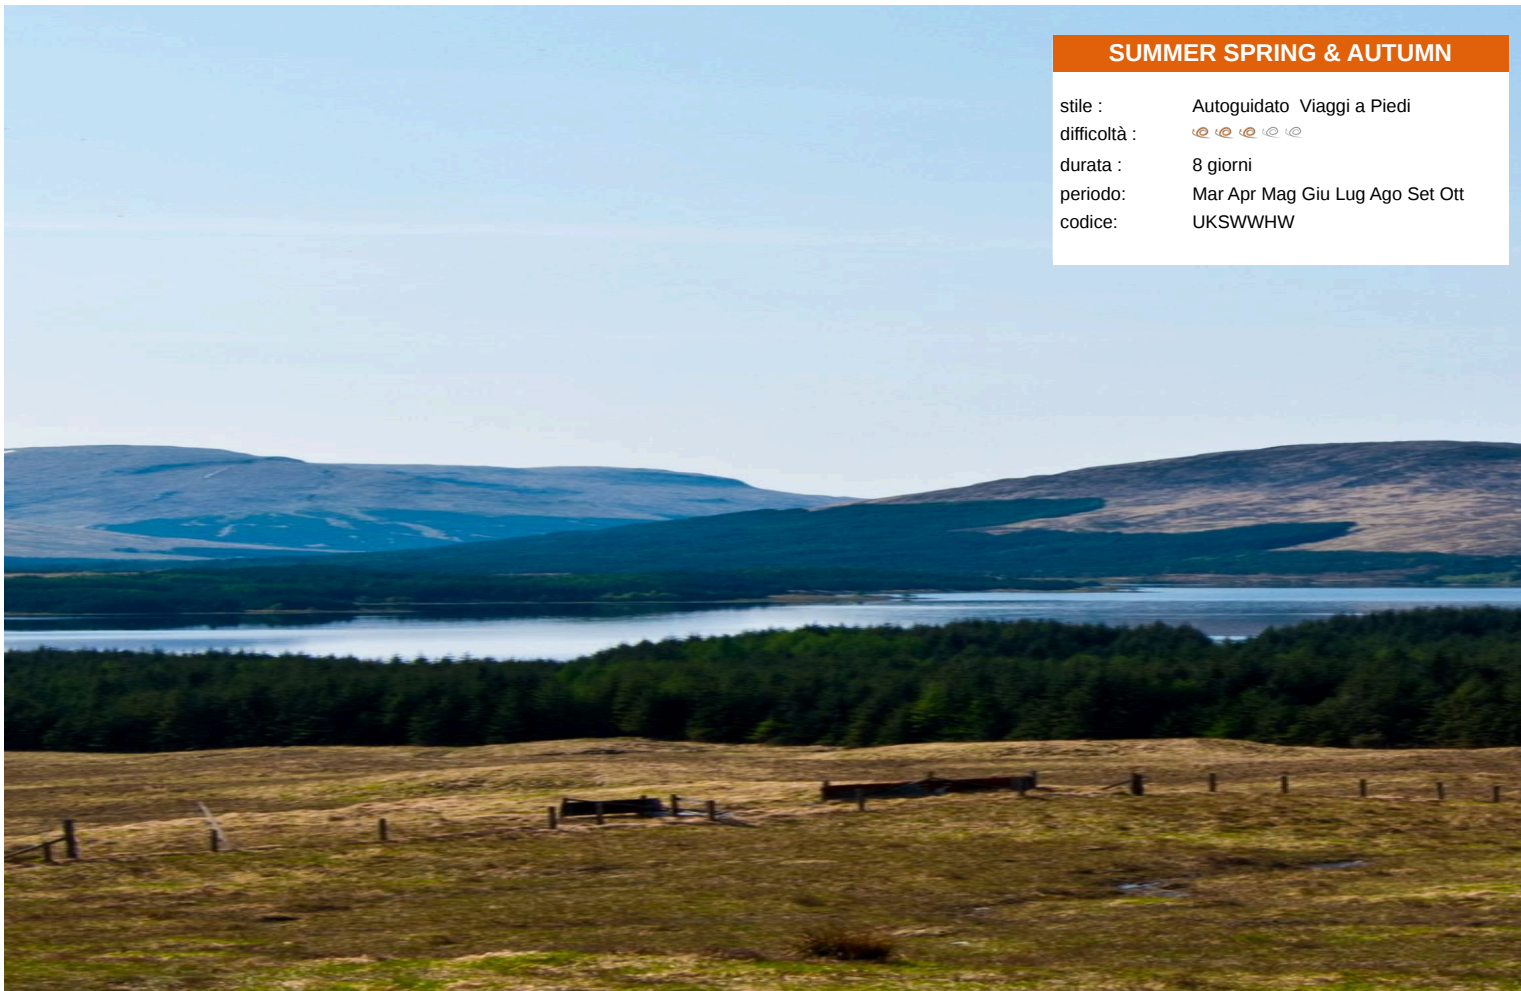 SUMMER SPRING & AUTUMN
stile : Autoguidato Viaggi a Piedi
difficoltà :
durata : 8 giorni
periodo: Mar Apr Mag Giu Lug Ago Set Ott
codice: UKSWWHW